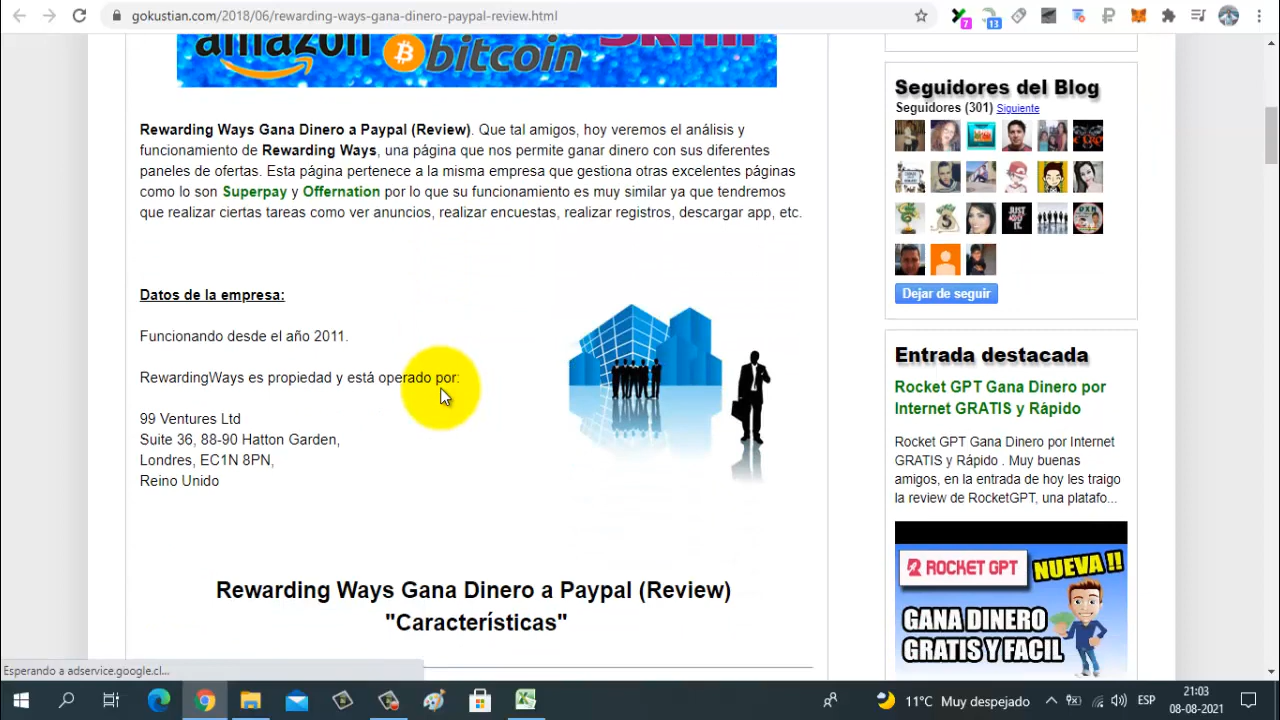 gokustian.com/2018/06/rewarding-ways-gana-dinero-paypal-review.html
7
13
amazon
bitcoin
Rewarding Ways Gana Dinero a Paypal (Review). Que tal amigos, hoy veremos el análisis y
funcionamiento de Rewarding Ways, una página que nos permite ganar dinero con sus diferentes
paneles de ofertas. Esta página pertenece a la misma empresa que gestiona otras excelentes páginas
como lo son Superpay y Offernation por lo que su funcionamiento es muy similar ya que tendremos
que realizar ciertas tareas como ver anuncios, realizar encuestas, realizar registros, descargar app, etc.
Datos de la empresa:
Funcionando desde el año 2011.
RewardingWays es propiedad y está operado por:
99 Ventures Ltd
Suite 36, 88-90 Hatton Garden,
Londres, EC1N 8PN,
Reino Unido
Rewarding Ways Gana Dinero a Paypal (Review)
"Características"
Seguidores del Blog
Seguidores (301) Siguiente
JUST DO IT.
Dejar de seguir
Entrada destacada
Rocket GPT Gana Dinero por
Internet GRATIS y Rápido
Rocket GPT Gana Dinero por Internet
GRATIS y Rápido . Muy buenas
amigos, en la entrada de hoy les traigo
la review de RocketGPT, una platafo...
ROCKET GPT
NUEVA !!
GANA DINERO
GRATIS Y FACIL
Esperando a adservice.google.cl...
11°C Muy despejado
ESP
21:03
08-08-2021